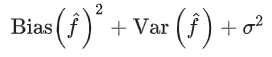 Bias(f̂)² + Var(f̂) + σ²